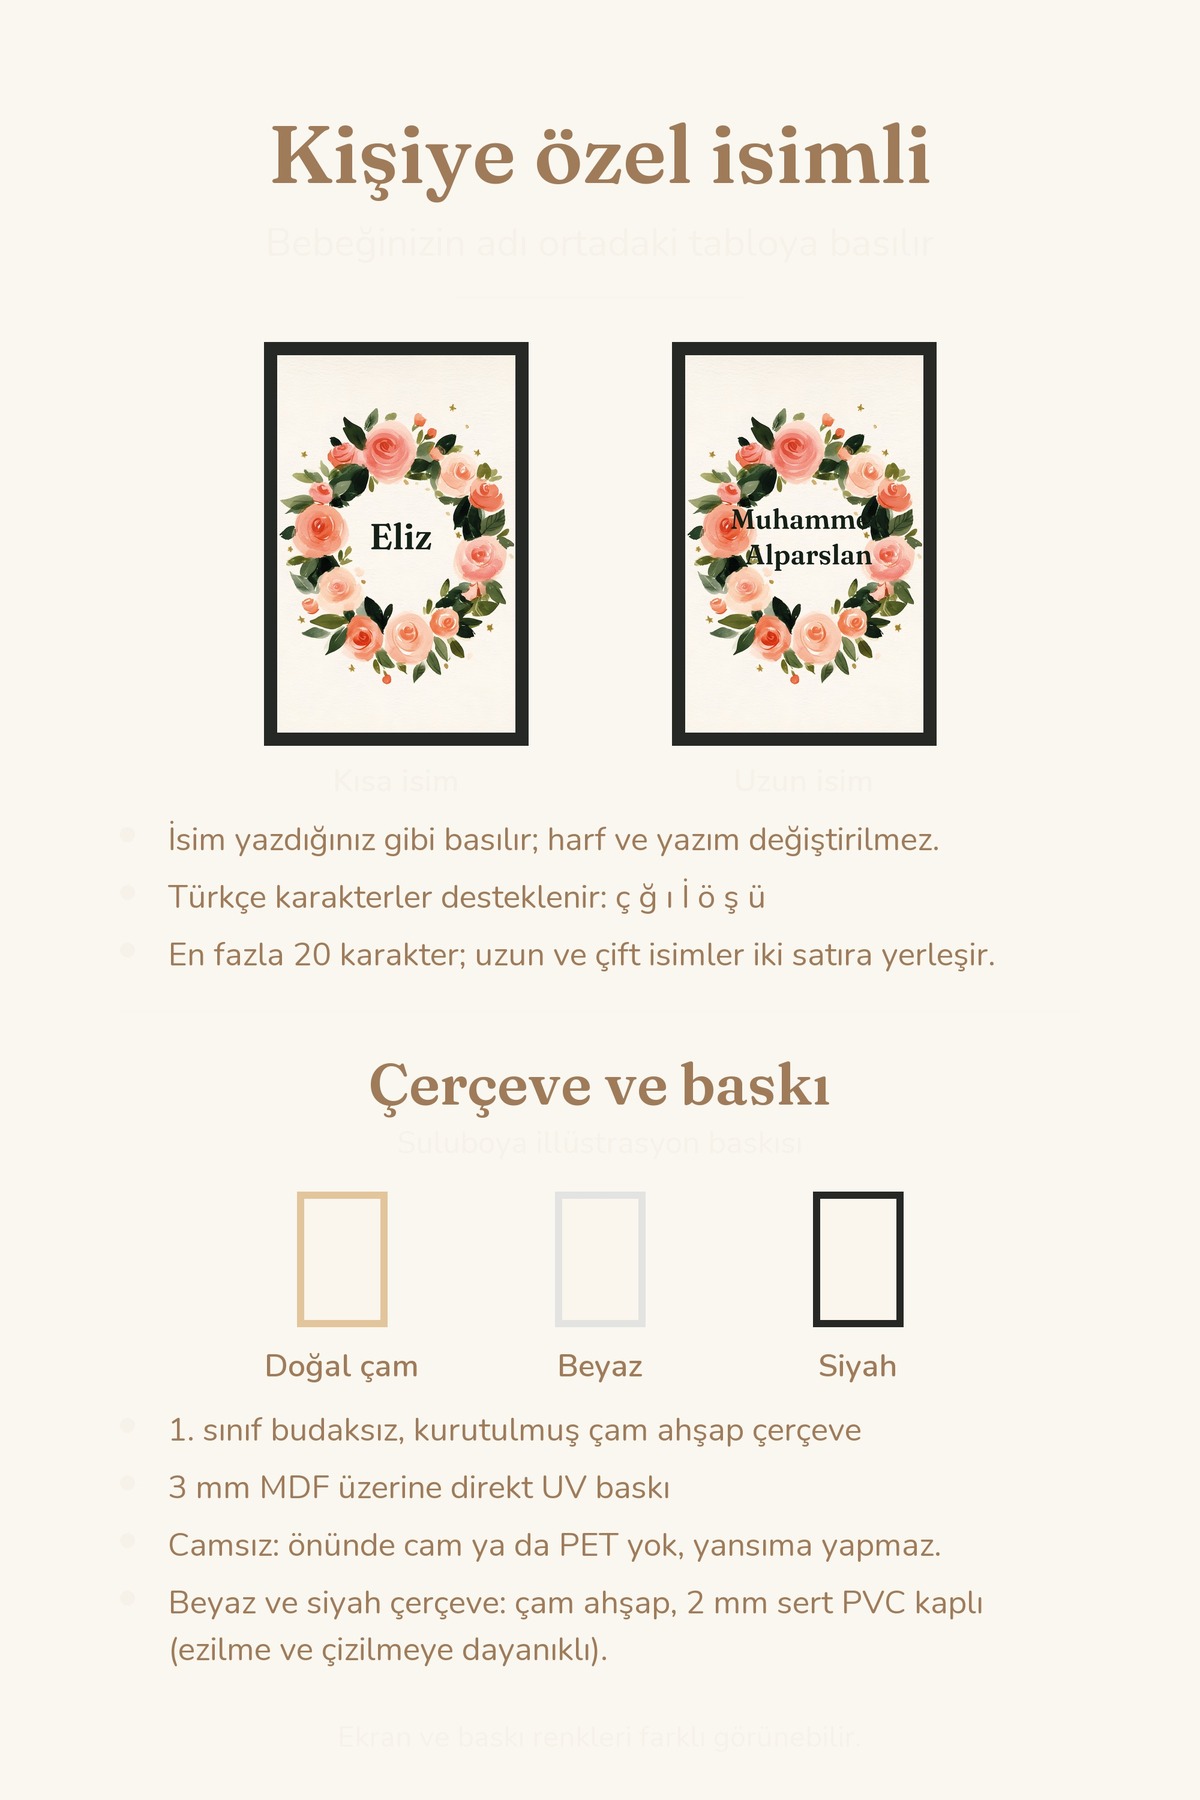 Kişiye özel isimli
Bebeğinizin adı ortadaki tabloya basılır
Eliz
Muhammed
Alparslan
Kısa isim
Uzun isim
İsim yazdığınız gibi basılır; harf ve yazım değiştirilmez.
Türkçe karakterler desteklenir: ç ğ ı İ ö ş ü
En fazla 20 karakter; uzun ve çift isimler iki satıra yerleşir.
Çerçeve ve baskı
Suluboya illüstrasyon baskısı
Doğal çam
Beyaz
Siyah
1. sınıf budaksız, kurutulmuş çam ahşap çerçeve
3 mm MDF üzerine direkt UV baskı
Camsız: önünde cam ya da PET yok, yansıma yapmaz.
Beyaz ve siyah çerçeve: çam ahşap, 2 mm sert PVC kaplı
(ezilme ve çizilmeye dayanıklı).
Ekran ve baskı renkleri farklı görünebilir.